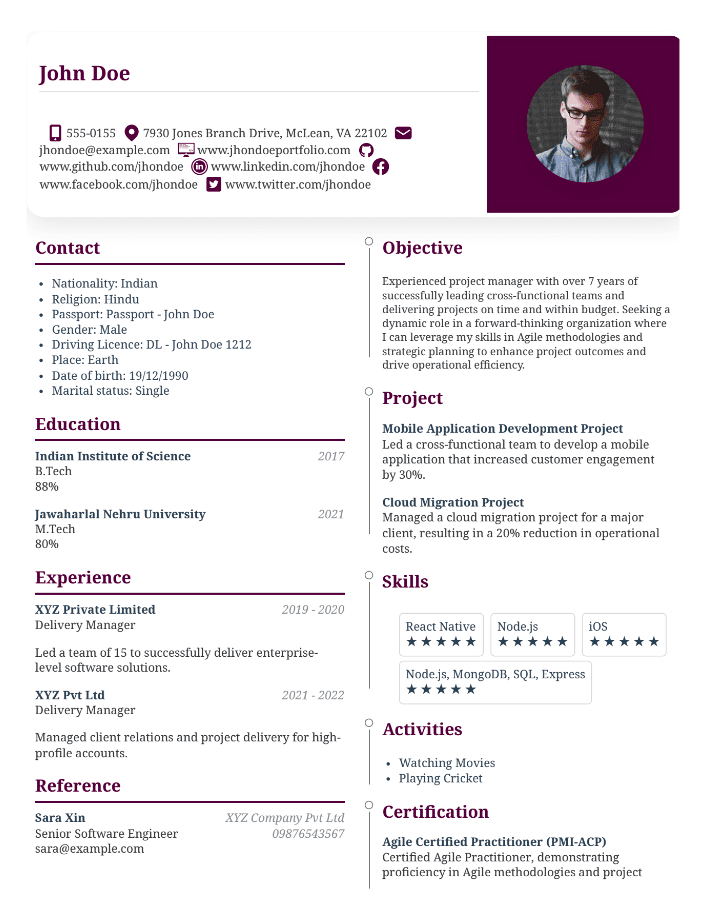 John Doe
555-0155 7930 Jones Branch Drive, McLean, VA 22102
jhondoe@example.com www.jhondoeportfolio.com
www.github.com/jhondoe www.linkedin.com/jhondoe
www.facebook.com/jhondoe www.twitter.com/jhondoe
Contact
• Nationality: Indian
• Religion: Hindu
• Passport: Passport - John Doe
• Gender: Male
• Driving Licence: DL - John Doe 1212
• Place: Earth
• Date of birth: 19/12/1990
• Marital status: Single
Education
Indian Institute of Science 2017
B.Tech
88%
Jawaharlal Nehru University 2021
M.Tech
80%
Experience
XYZ Private Limited 2019 - 2020
Delivery Manager
Led a team of 15 to successfully deliver enterprise-
level software solutions.
XYZ Pvt Ltd 2021 - 2022
Delivery Manager
Managed client relations and project delivery for high-
profile accounts.
Reference
Sara Xin XYZ Company Pvt Ltd
Senior Software Engineer 09876543567
sara@example.com
Objective
Experienced project manager with over 7 years of
successfully leading cross-functional teams and
delivering projects on time and within budget. Seeking a
dynamic role in a forward-thinking organization where
I can leverage my skills in Agile methodologies and
strategic planning to enhance project outcomes and
drive operational efficiency.
Project
Mobile Application Development Project
Led a cross-functional team to develop a mobile
application that increased customer engagement
by 30%.
Cloud Migration Project
Managed a cloud migration project for a major
client, resulting in a 20% reduction in operational
costs.
Skills
React Native Node.js iOS
★★★★★ ★★★★★ ★★★★★
Node.js, MongoDB, SQL, Express
★★★★★
Activities
• Watching Movies
• Playing Cricket
Certification
Agile Certified Practitioner (PMI-ACP)
Certified Agile Practitioner, demonstrating
proficiency in Agile methodologies and project